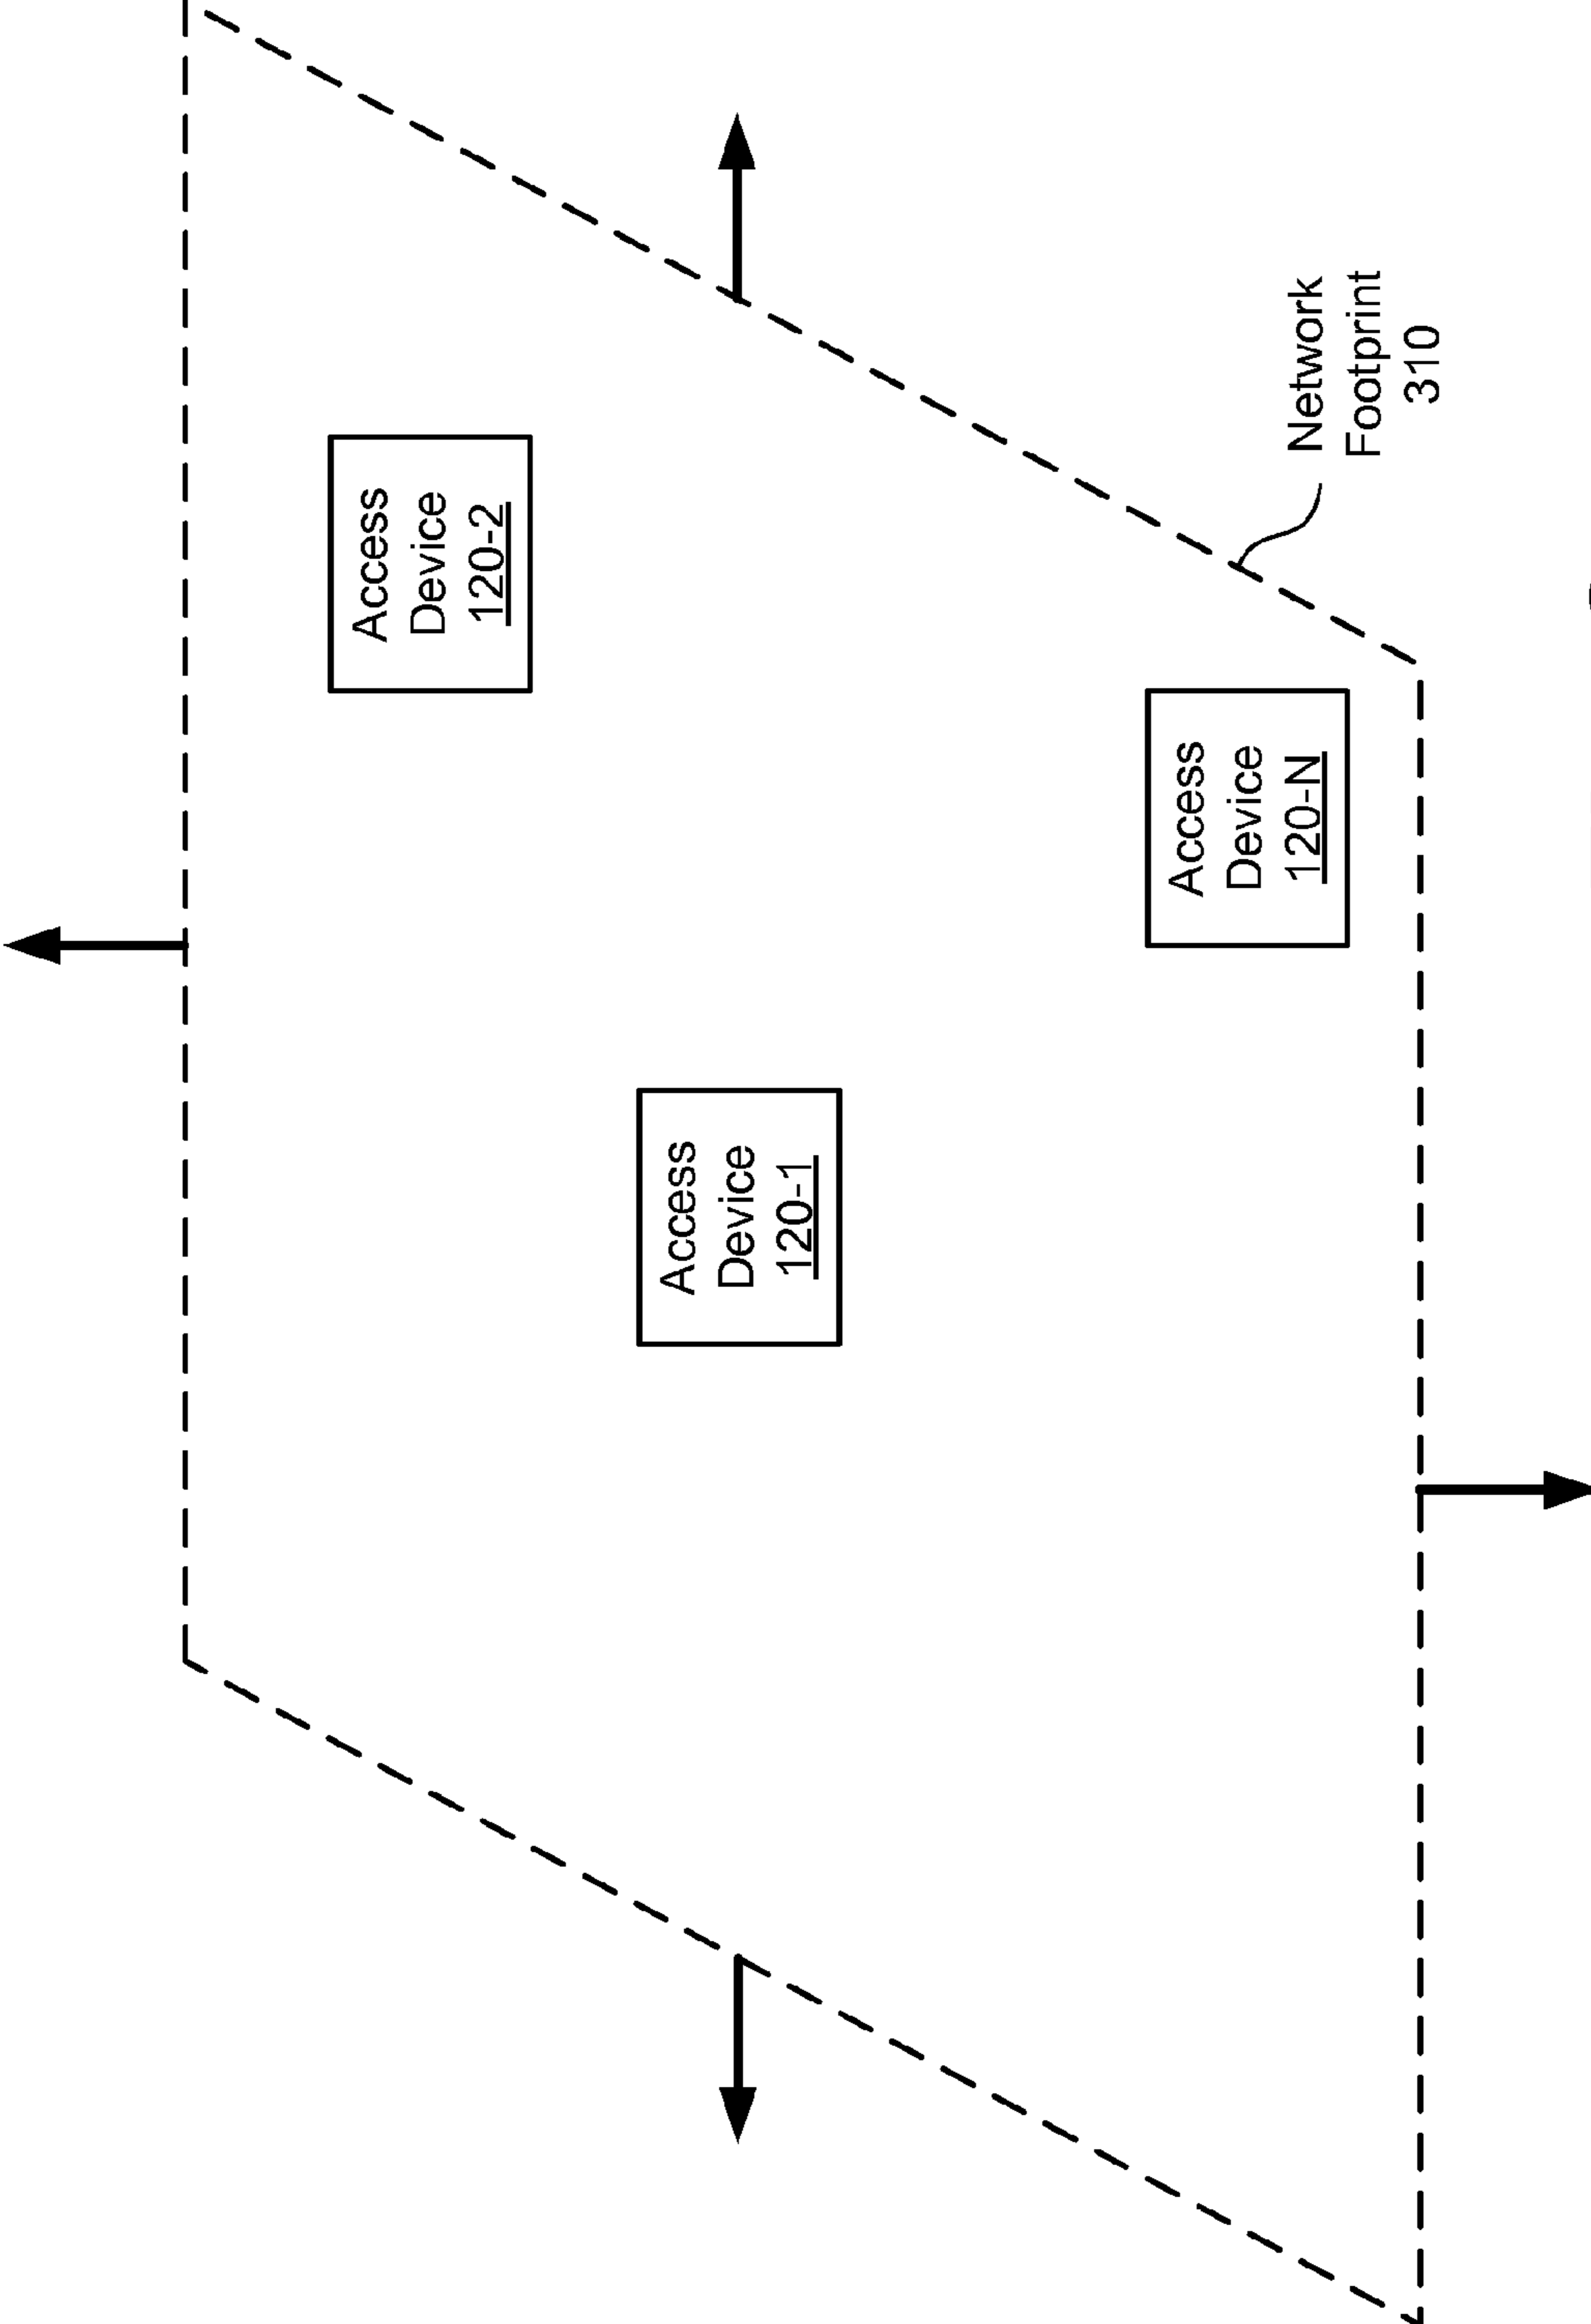 Access
Device
120-2
Access
Device
120-1
Access
Device
120-N
Network
Footprint
310